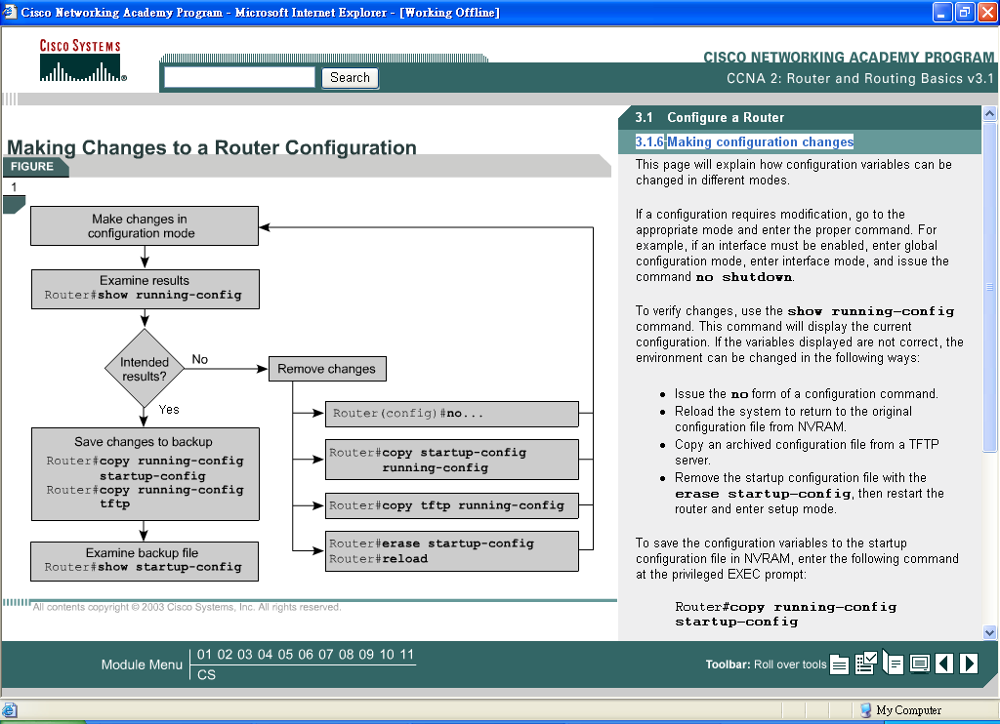 Cisco Networking Academy Program - Microsoft Internet Explorer - [Working Offline]
CISCO SYSTEMS
Search
CISCO NETWORKING ACADEMY PROGRAM
CCNA 2: Router and Routing Basics v3.1
Making Changes to a Router Configuration
FIGURE
1
Make changes in
configuration mode
Examine results
Router#show running-config
Intended
results?
No
Yes
Remove changes
Router(config)#no...
Router#copy startup-config
running-config
Router#copy tftp running-config
Router#erase startup-config
Router#reload
Save changes to backup
Router#copy running-config
startup-config
Router#copy running-config
tftp
Examine backup file
Router#show startup-config
All contents copyright © 2003 Cisco Systems, Inc. All rights reserved.
3.1 Configure a Router
3.1.6 Making configuration changes
This page will explain how configuration variables can be
changed in different modes.
If a configuration requires modification, go to the
appropriate mode and enter the proper command. For
example, if an interface must be enabled, enter global
configuration mode, enter interface mode, and issue the
command no shutdown.
To verify changes, use the show running-config
command. This command will display the current
configuration. If the variables displayed are not correct, the
environment can be changed in the following ways:
• Issue the no form of a configuration command.
• Reload the system to return to the original
configuration file from NVRAM.
• Copy an archived configuration file from a TFTP
server.
• Remove the startup configuration file with the
erase startup-config, then restart the
router and enter setup mode.
To save the configuration variables to the startup
configuration file in NVRAM, enter the following command
at the privileged EXEC prompt:
Router#copy running-config
startup-config
Module Menu
01 02 03 04 05 06 07 08 09 10 11
CS
Toolbar: Roll over tools
My Computer